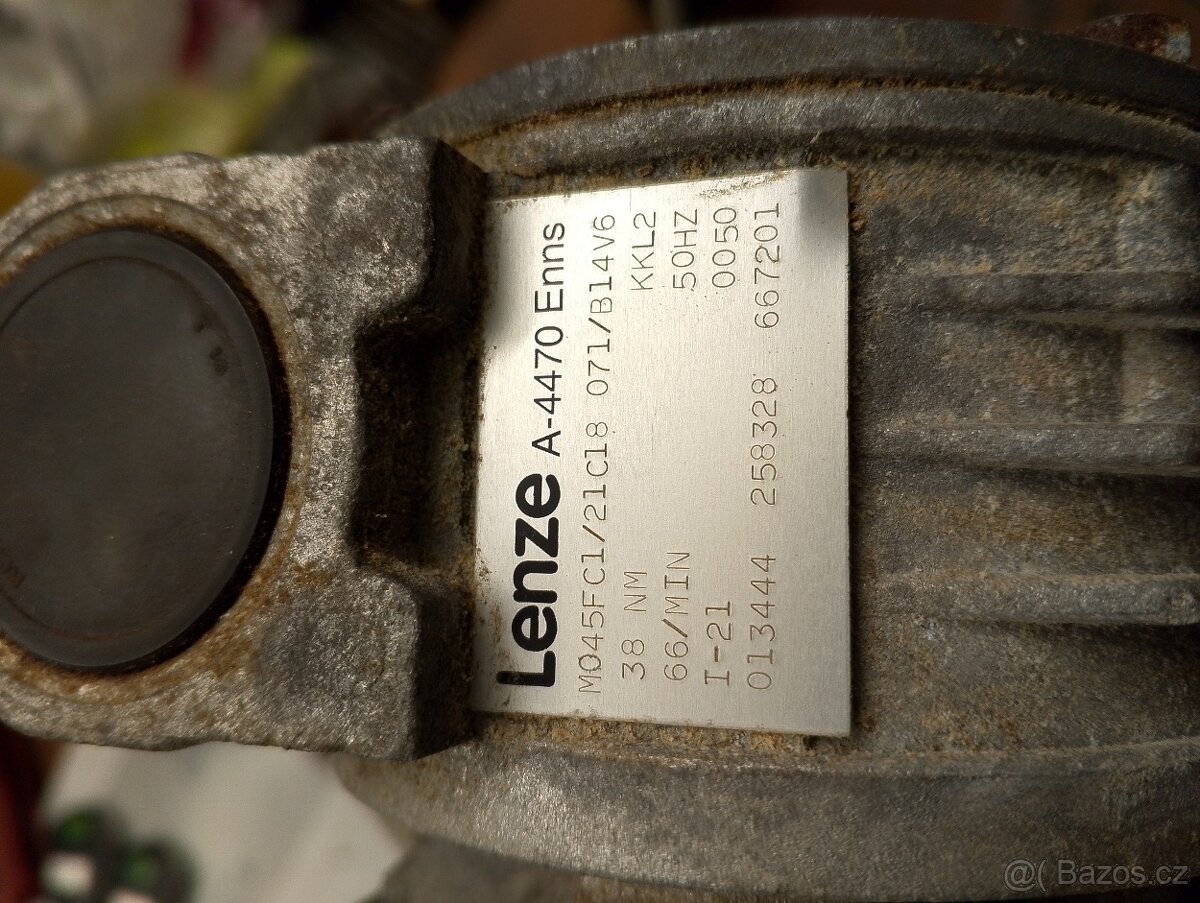 Lenze A-4470 Enns
M045FC1/21C18 071/B14V6
38 NM KKL2
66/MIN 50HZ
I-21 0050
013444 258328 667201
@( Bazos.cz